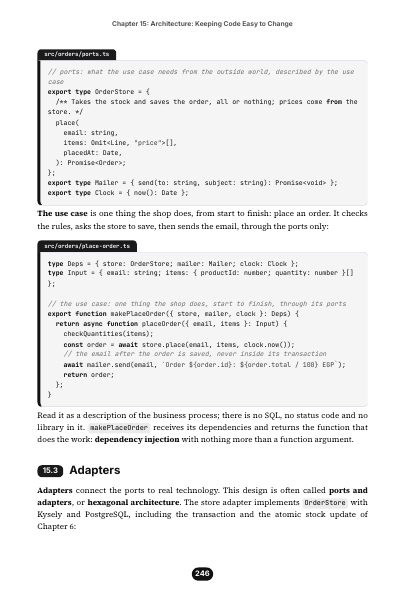 Chapter 15: Architecture: Keeping Code Easy to Change
src/orders/ports.ts
// ports: what the use case needs from the outside world, described by the use
case
export type OrderStore = {
/** Takes the stock and saves the order, all or nothing; prices come from the
store. */
place(
email: string,
items: Omit<Line, "price">[],
placedAt: Date,
): Promise<Order>;
};
export type Mailer = { send(to: string, subject: string): Promise<void> };
export type Clock = { now(): Date };
The use case is one thing the shop does, from start to finish: place an order. It checks
the rules, asks the store to save, then sends the email, through the ports only:
src/orders/place-order.ts
type Deps = { store: OrderStore; mailer: Mailer; clock: Clock };
type Input = { email: string; items: { productId: number; quantity: number }[]
};
// the use case: one thing the shop does, start to finish, through its ports
export function makePlaceOrder({ store, mailer, clock }: Deps) {
return async function placeOrder({ email, items }: Input) {
checkQuantities(items);
const order = await store.place(email, items, clock.now());
// the email after the order is saved, never inside its transaction
await mailer.send(email, `Order ${order.id}: ${order.total / 100} EGP`);
return order;
};
}
Read it as a description of the business process; there is no SQL, no status code and no
library in it. makePlaceOrder receives its dependencies and returns the function that
does the work: dependency injection with nothing more than a function argument.
15.3 Adapters
Adapters connect the ports to real technology. This design is often called ports and
adapters, or hexagonal architecture. The store adapter implements OrderStore with
Kysely and PostgreSQL, including the transaction and the atomic stock update of
Chapter 6:
246